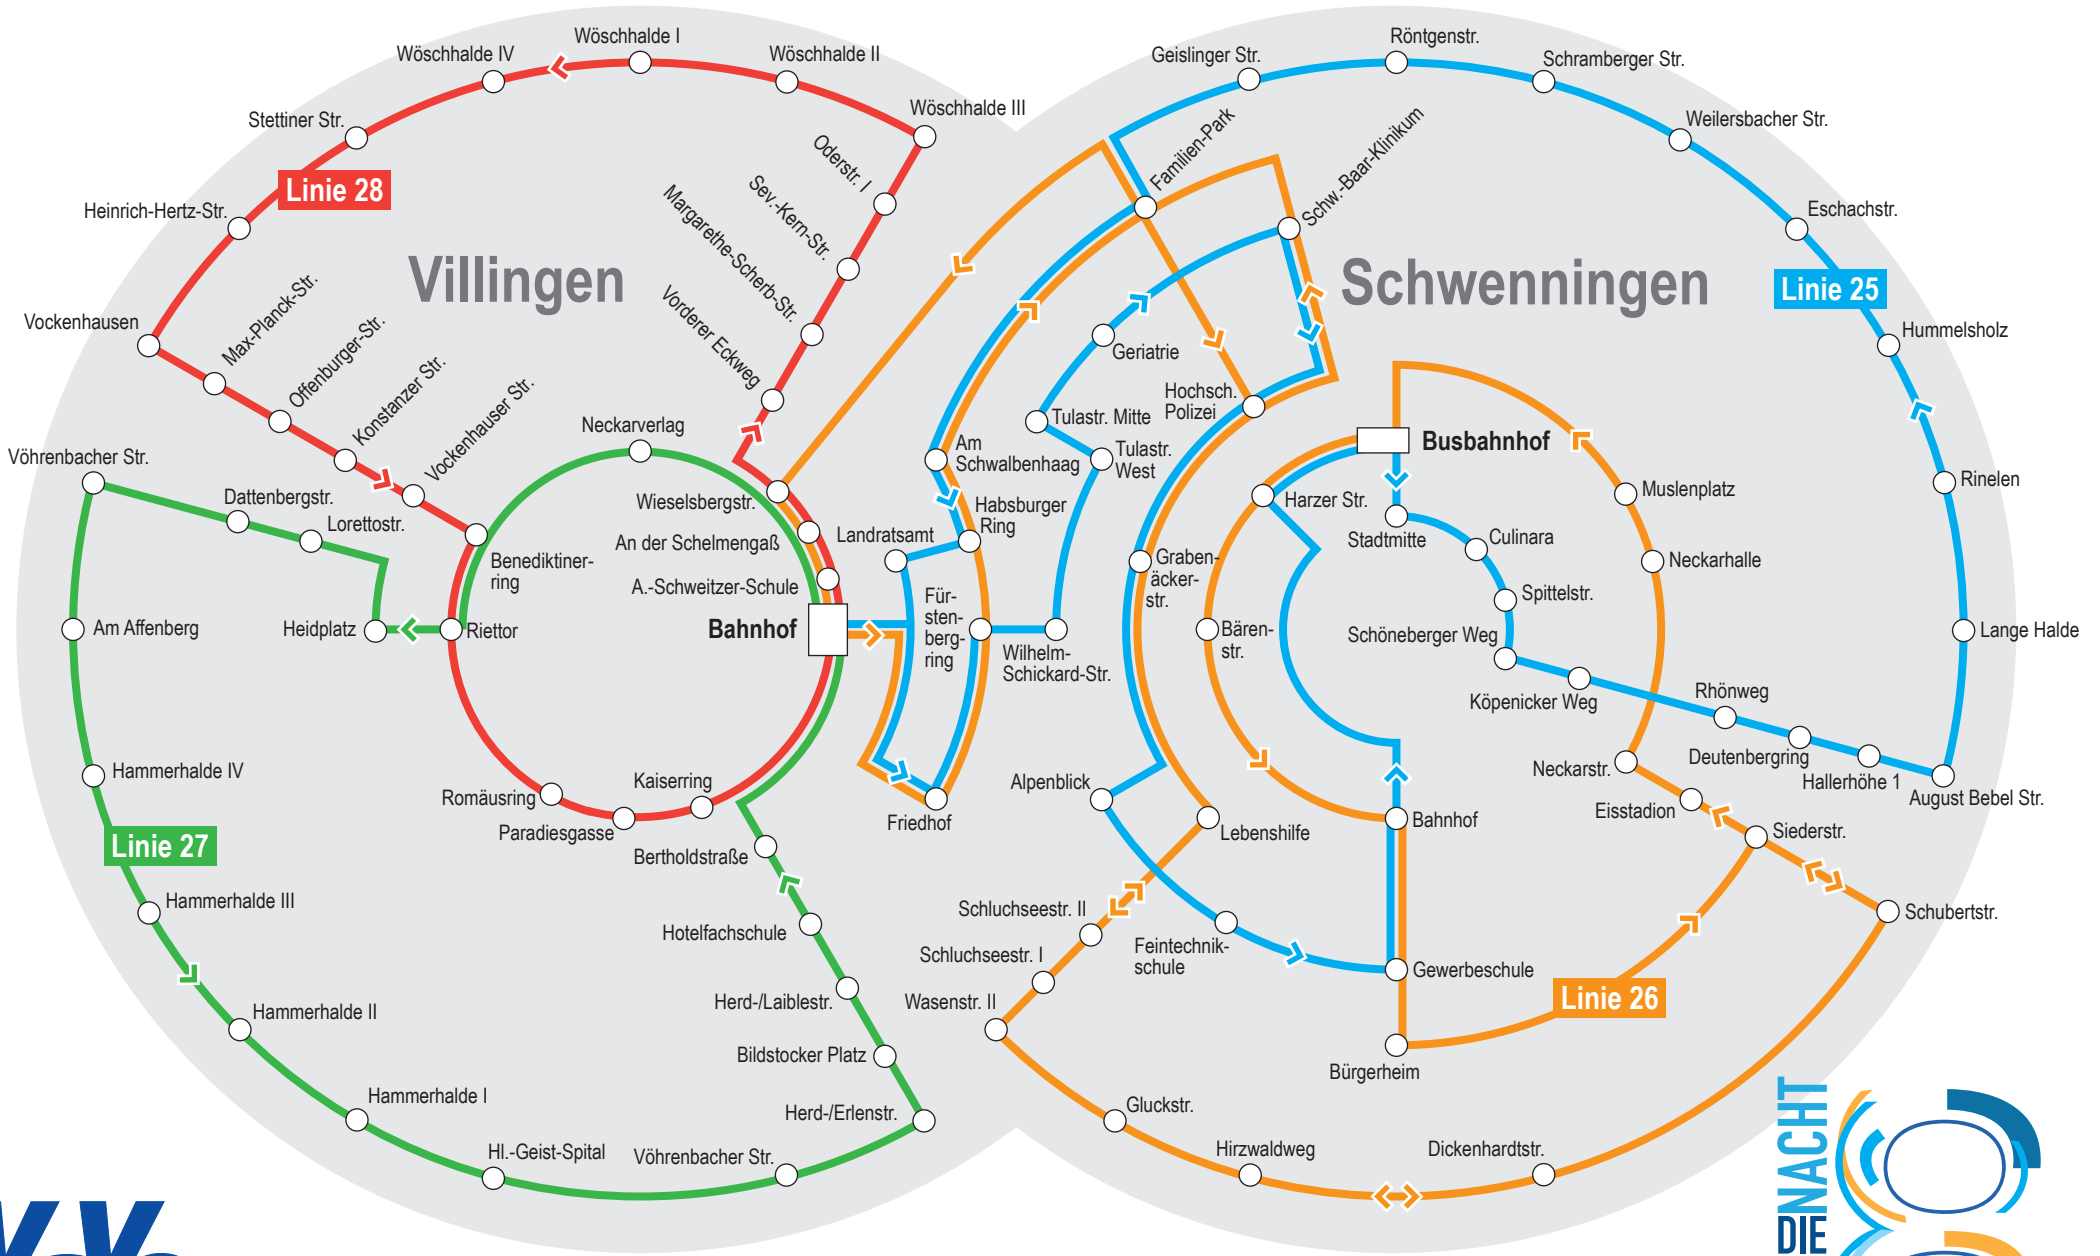 Wöschhalde I
Wöschhalde IV
Wöschhalde II
Wöschhalde III
Stettiner Str.
Linie 28
Heinrich-Hertz-Str.
Vockenhausen
Max-Planck-Str.
Offenburger-Str.
Konstanzer Str.
Vockenhauser Str.
Villingen
Oderstr. I
Sev.-Kern-Str.
Margarethe-Scherb-Str.
Vorderer Eckweg
Neckarverlag
Wieselsbergstr.
An der Schelmengaß
A.-Schweitzer-Schule
Bahnhof
Benediktiner-
ring
Riettor
Heidplatz
Lorettostr.
Dattenbergstr.
Vöhrenbacher Str.
Am Affenberg
Hammerhalde IV
Linie 27
Hammerhalde III
Hammerhalde II
Hammerhalde I
Hl.-Geist-Spital
Vöhrenbacher Str.
Herd-/Erlenstr.
Bildstocker Platz
Herd-/Laiblestr.
Hotelfachschule
Bertholdstraße
Kaiserring
Paradiesgasse
Romäusring
Geislinger Str.
Röntgenstr.
Schramberger Str.
Weilersbacher Str.
Eschachstr.
Linie 25
Hummelsholz
Rinelen
Lange Halde
August Bebel Str.
Hallerhöhe 1
Deutenbergring
Rhönweg
Köpenicker Weg
Schöneberger Weg
Spittelstr.
Culinara
Stadtmitte
Busbahnhof
Schwenningen
Familien-Park
Schw.-Baar-Klinikum
Geriatrie
Tulastr. Mitte
Tulastr.
West
Hochsch.
Polizei
Am
Schwalbenhaag
Habsburger
Ring
Landratsamt
Für-
sten-
berg-
ring
Wilhelm-
Schickard-Str.
Friedhof
Graben-
äcker-
str.
Harzer Str.
Bären-
str.
Muslenplatz
Neckarhalle
Neckarstr.
Eisstadion
Siederstr.
Schubertstr.
Alpenblick
Lebenshilfe
Bahnhof
Schluchseestr. II
Schluchseestr. I
Wasenstr. II
Feintechnik-
schule
Gewerbeschule
Linie 26
Bürgerheim
Gluckstr.
Hirzwaldweg
Dickenhardtstr.
DIE NACHT